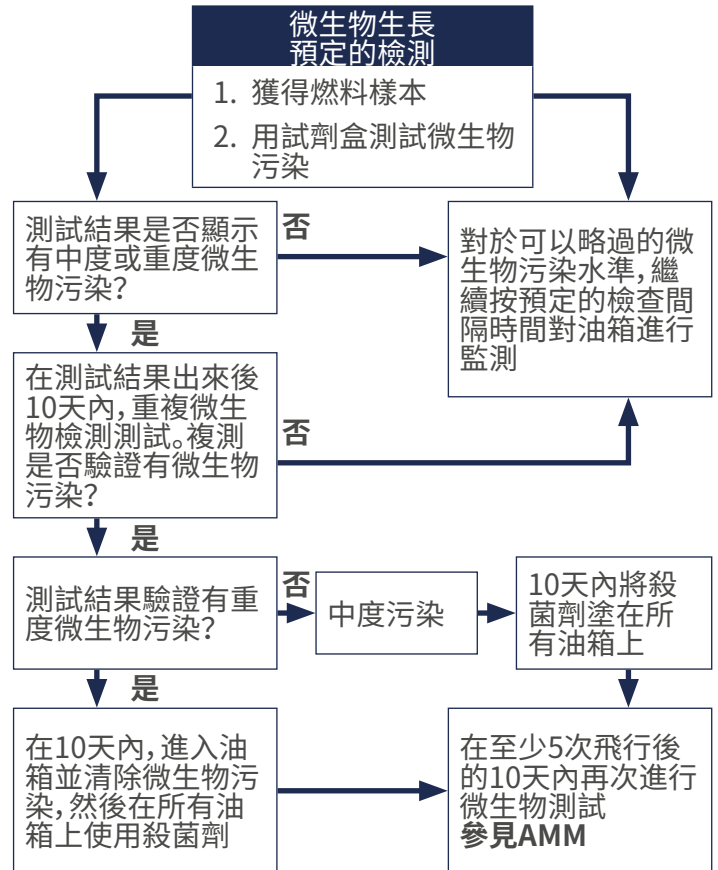 微生物生長
預定的檢測
1. 獲得燃料樣本
2. 用試劑盒測試微生物
污染
測試結果是否顯示
有中度或重度微生
物污染?
否
對於可以略過的微
生物污染水準,繼
續按預定的檢查間
隔時間對油箱進行
監測
是
在測試結果出來後
10天內,重複微生
物檢測測試。複測
是否驗證有微生物
污染?
否
是
測試結果驗證有重
度微生物污染?
否
中度污染
10天內將殺
菌劑塗在所
有油箱上
是
在10天內,進入油
箱並清除微生物污
染,然後在所有油
箱上使用殺菌劑
在至少5次飛行後
的10天內再次進行
微生物測試
參見AMM